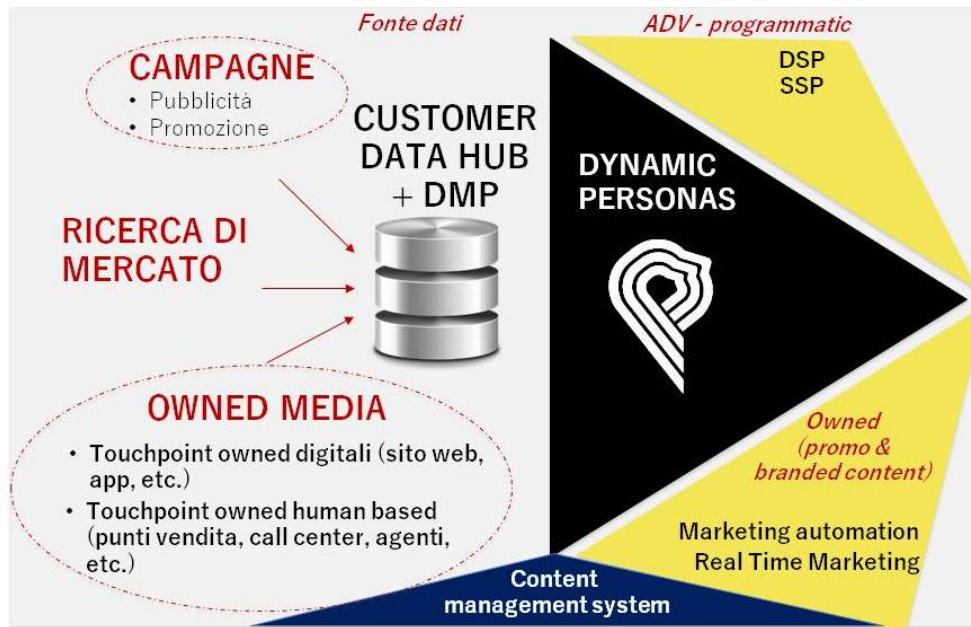 Fonte dati
ADV - programmatic
CAMPAGNE
• Pubblicità
• Promozione
CUSTOMER
DATA HUB
+ DMP
DSP
SSP
DYNAMIC
PERSONAS
RICERCA DI
MERCATO
OWNED MEDIA
• Touchpoint owned digitali (sito web,
app, etc.)
• Touchpoint owned human based
(punti vendita, call center, agenti,
etc.)
Owned
(promo &
branded content)
Marketing automation
Real Time Marketing
Content
management system